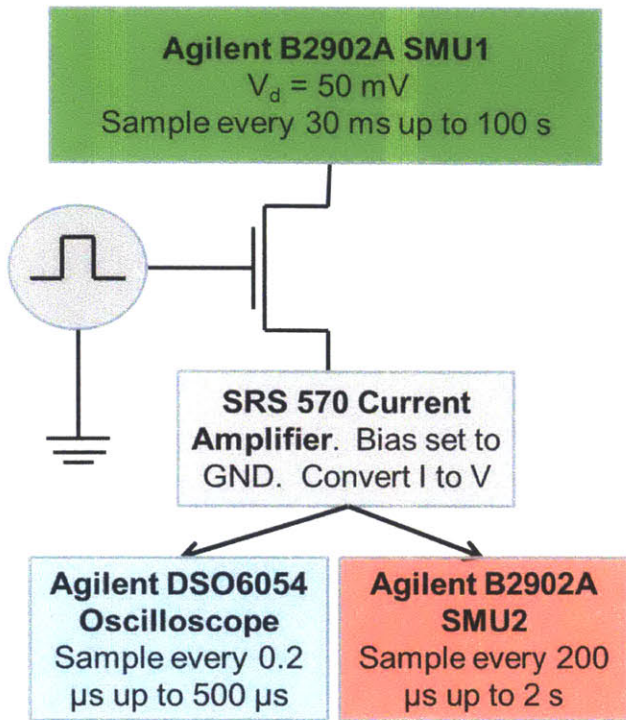 Agilent B2902A SMU1
V_d = 50 mV
Sample every 30 ms up to 100 s
SRS 570 Current
Amplifier. Bias set to
GND. Convert I to V
Agilent DSO6054
Oscilloscope
Sample every 0.2
µs up to 500 µs
Agilent B2902A
SMU2
Sample every 200
µs up to 2 s